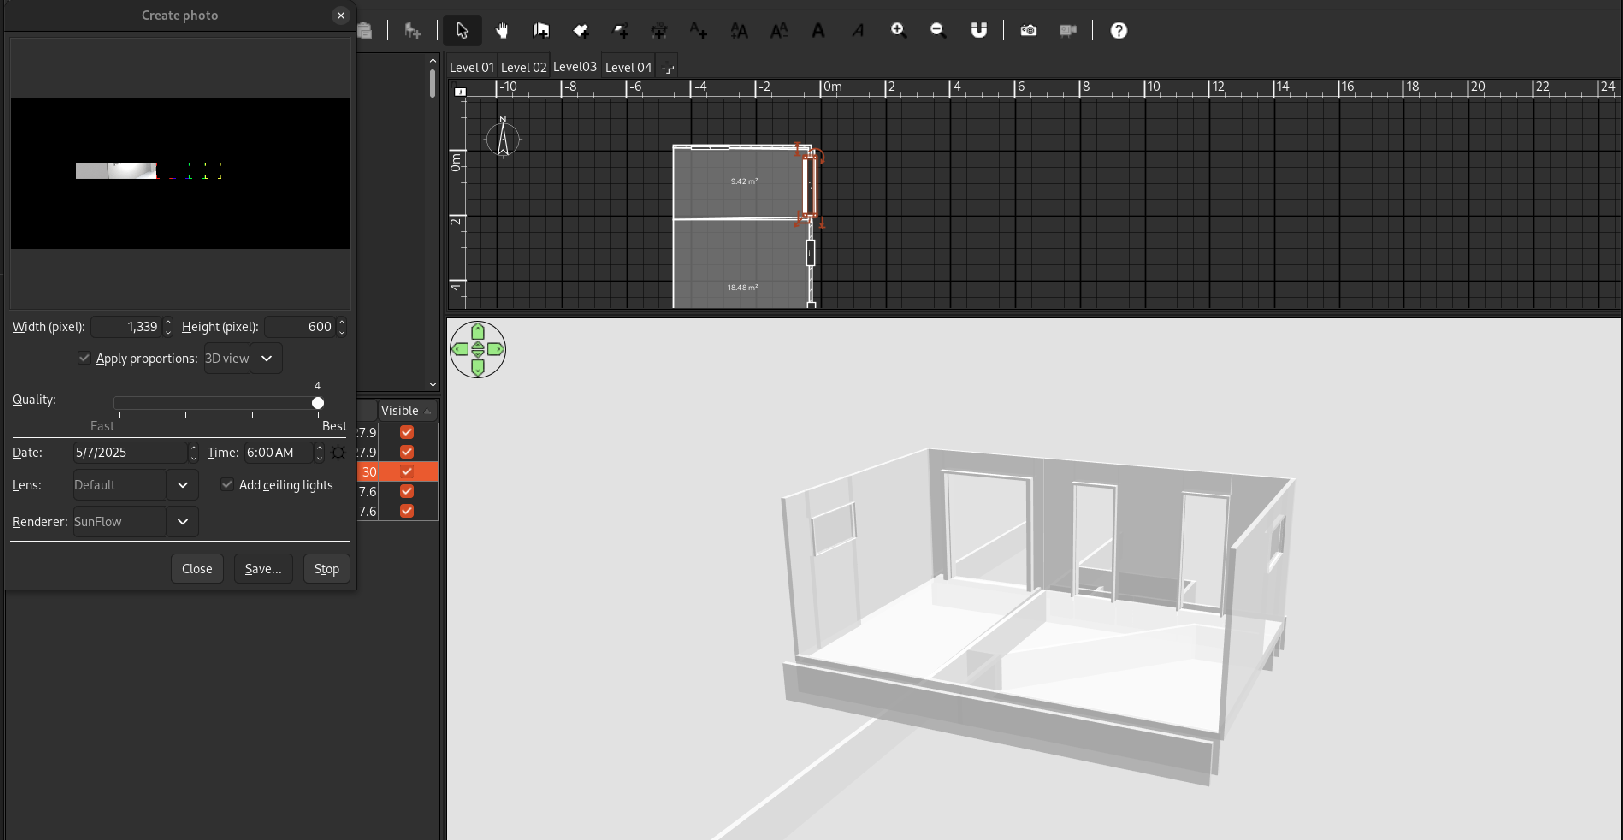 Create photo
Level 01 Level 02 Level03 Level 04
-10 -8 -6 -4 -2 0m 2 4 6 8 10 12 14 16 18 20 22 24
N
0m
9.42 m²
2
18.48 m²
4
Width (pixel): 1,339 Height (pixel): 600
Apply proportions: 3D view
4
Quality:
Fast Best
Date: 5/7/2025 Time: 6:00 AM
Lens: Default Add ceiling lights
Renderer: SunFlow
Close Save... Stop
Visible
27.9
27.9
30
7.6
7.6